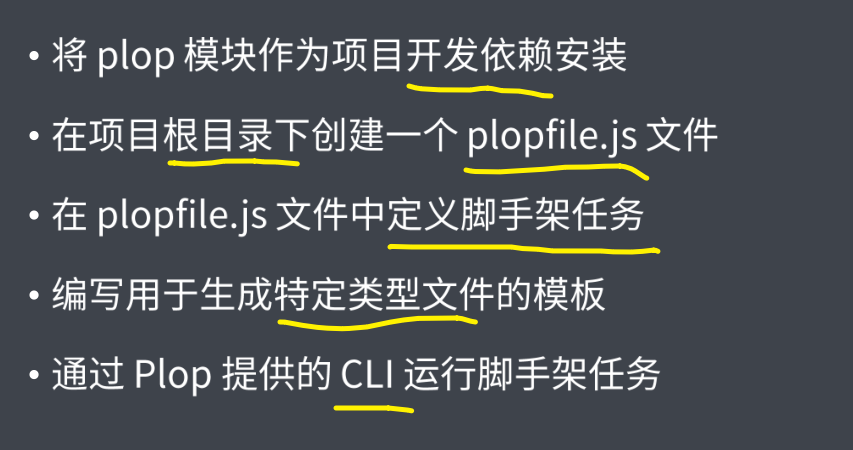 • 将 plop 模块作为项目开发依赖安装
• 在项目根目录下创建一个 plopfile.js 文件
• 在 plopfile.js 文件中定义脚手架任务
• 编写用于生成特定类型文件的模板
• 通过 Plop 提供的 CLI 运行脚手架任务